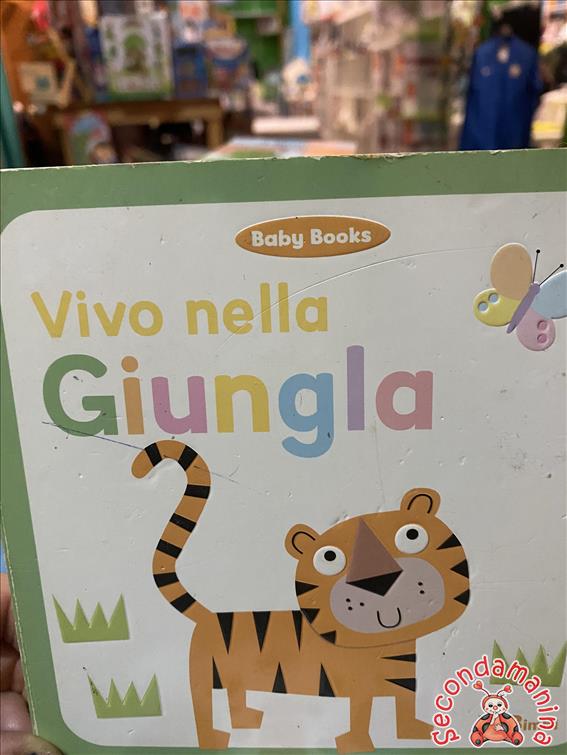 Baby Books
Vivo nella
Giungla
Secondamanina